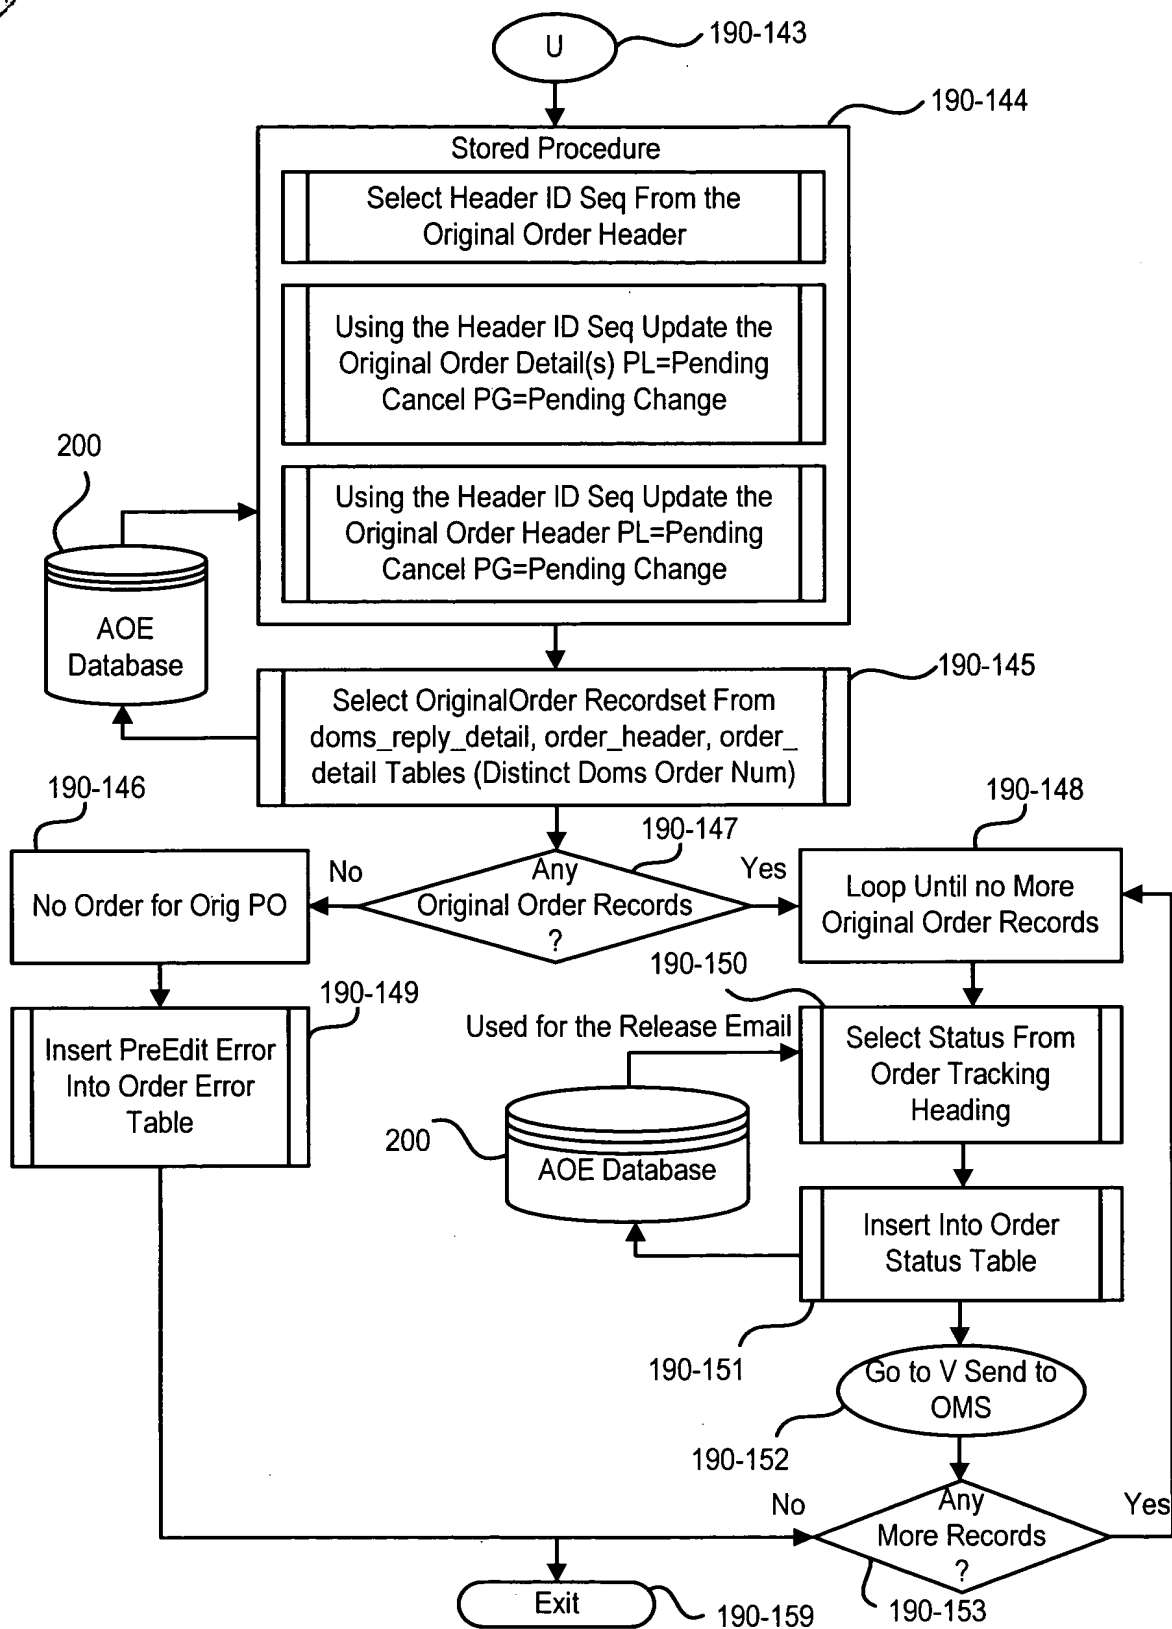 U
190-143
190-144
Stored Procedure
Select Header ID Seq From the
Original Order Header
Using the Header ID Seq Update the
Original Order Detail(s) PL=Pending
Cancel PG=Pending Change
200
Using the Header ID Seq Update the
Original Order Header PL=Pending
Cancel PG=Pending Change
AOE
Database
190-145
Select OriginalOrder Recordset From
doms_reply_detail, order_header, order_
detail Tables (Distinct Doms Order Num)
190-146
190-147
190-148
No
Any
Original Order Records
?
Yes
No Order for Orig PO
Loop Until no More
Original Order Records
190-149
190-150
Insert PreEdit Error
Into Order Error
Table
Used for the Release Email
Select Status From
Order Tracking
Heading
200
AOE Database
Insert Into Order
Status Table
190-151
Go to V Send to
OMS
190-152
No
Any
More Records
?
Yes
Exit
190-159
190-153